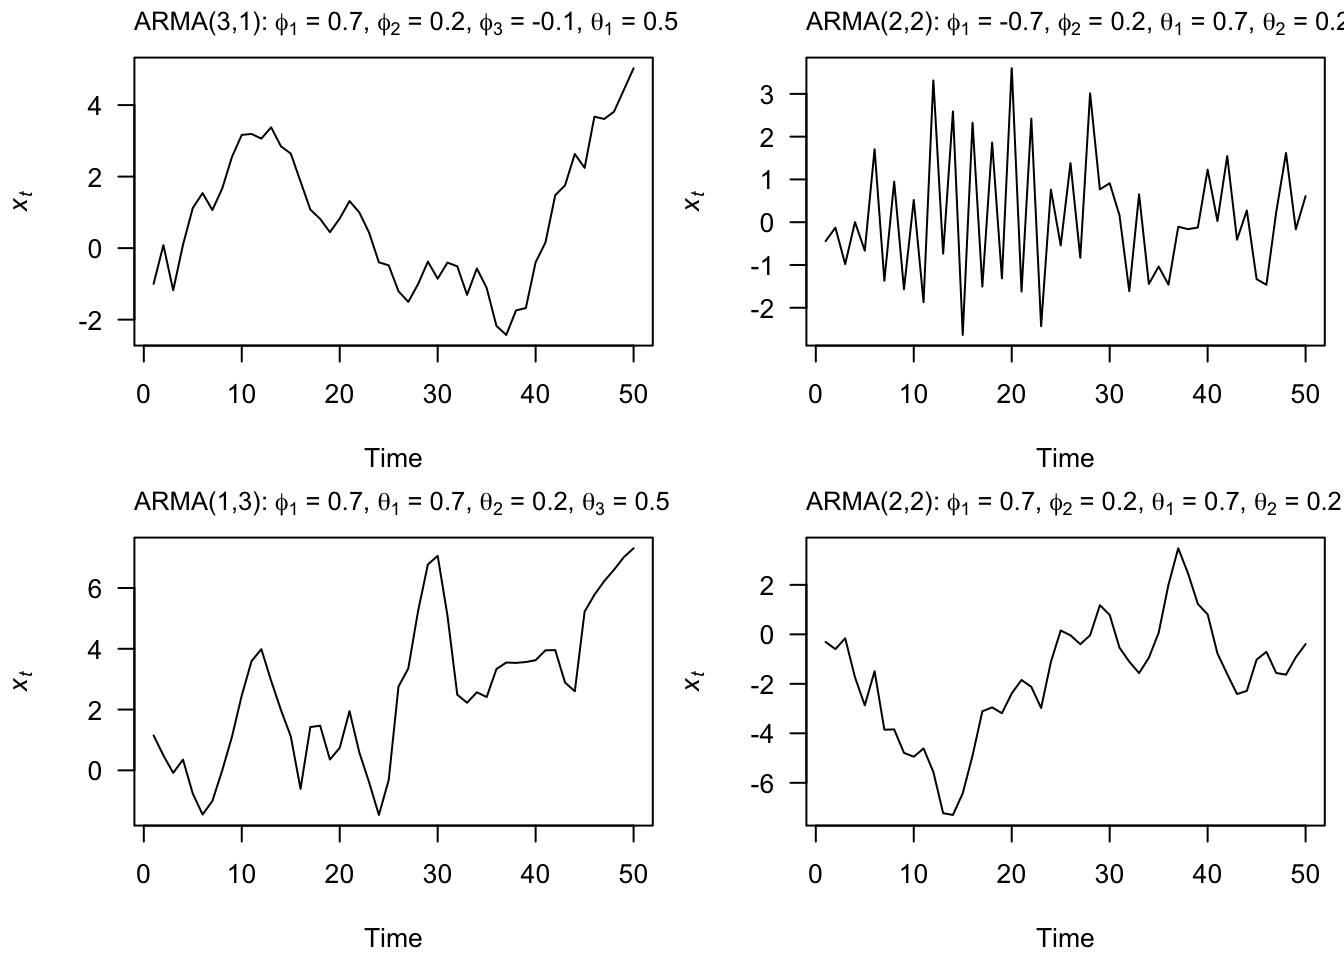 ARMA(3,1): ϕ₁ = 0.7, ϕ₂ = 0.2, ϕ₃ = -0.1, θ₁ = 0.5
4
2
0
-2
xₜ
0 10 20 30 40 50
Time
ARMA(2,2): ϕ₁ = -0.7, ϕ₂ = 0.2, θ₁ = 0.7, θ₂ = 0.2
3
2
1
0
-1
-2
xₜ
0 10 20 30 40 50
Time
ARMA(1,3): ϕ₁ = 0.7, θ₁ = 0.7, θ₂ = 0.2, θ₃ = 0.5
6
4
2
0
xₜ
0 10 20 30 40 50
Time
ARMA(2,2): ϕ₁ = 0.7, ϕ₂ = 0.2, θ₁ = 0.7, θ₂ = 0.2
2
0
-2
-4
-6
xₜ
0 10 20 30 40 50
Time